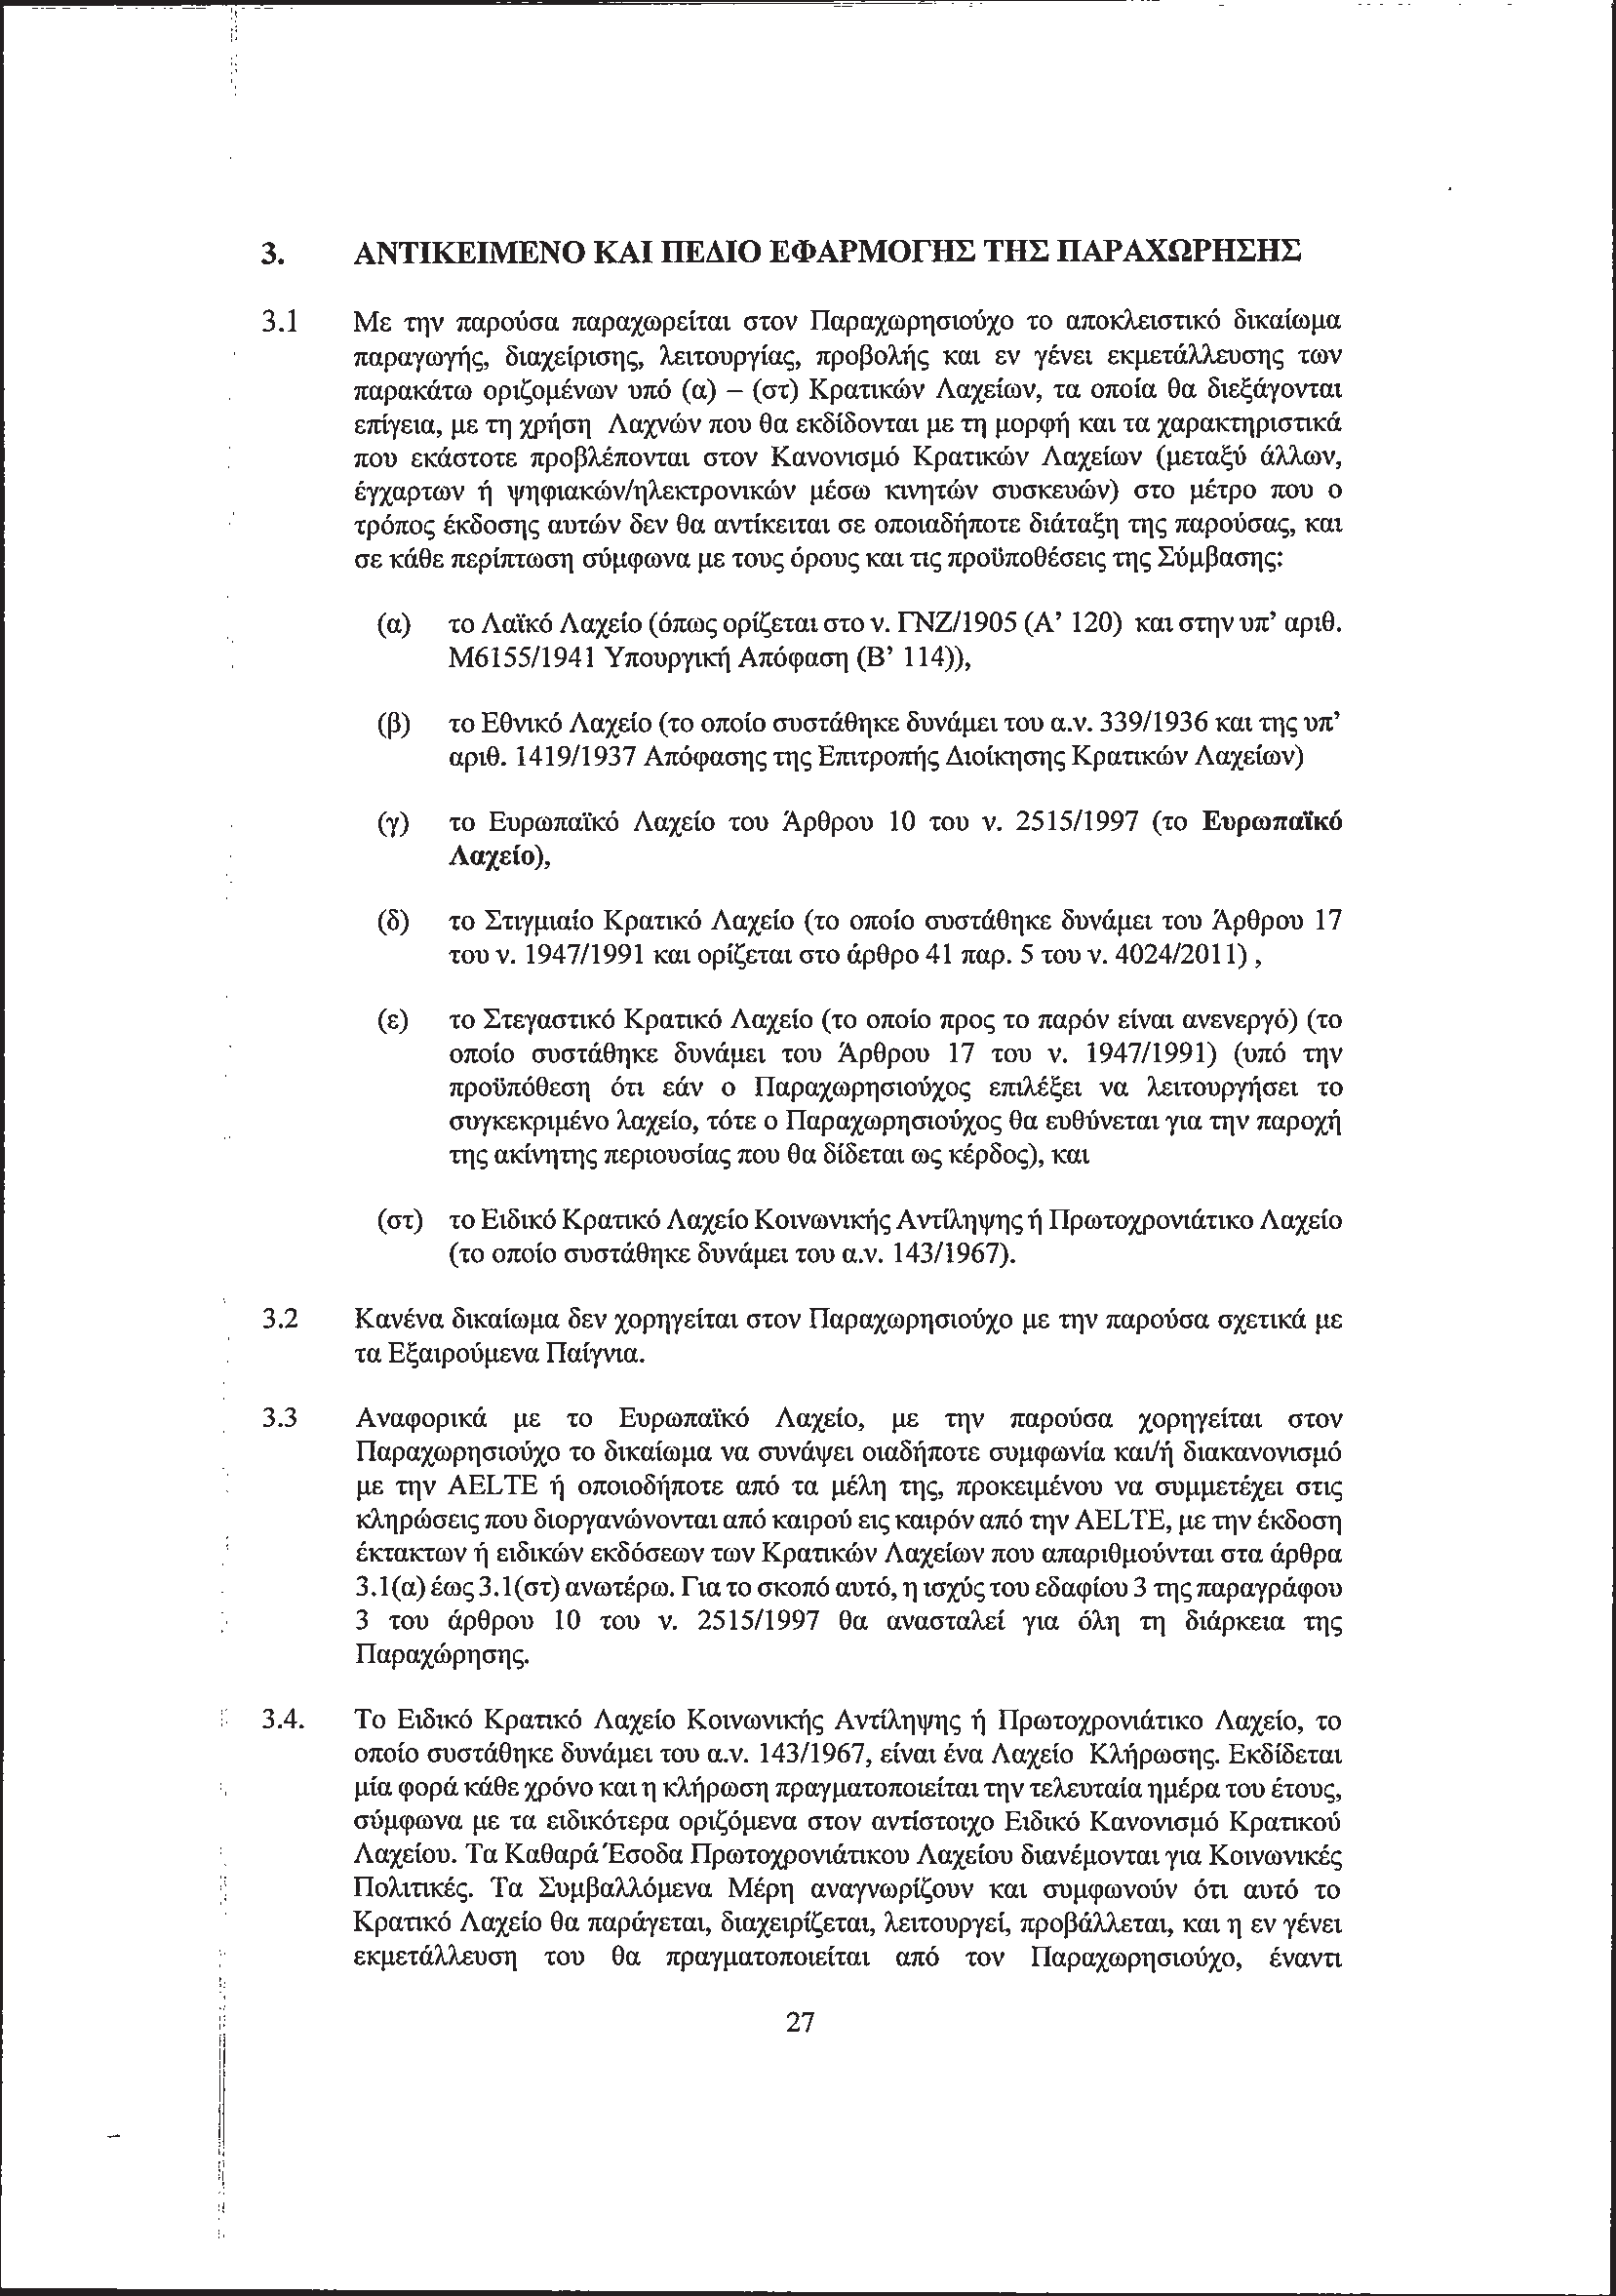 3. ΑΝΤΙΚΕΙΜΕΝΟ ΚΑΙ ΠΕΔΙΟ ΕΦΑΡΜΟΓΗΣ ΤΗΣ ΠΑΡΑΧΩΡΗΣΗΣ
3.1 Με την παρούσα παραχωρείται στον Παραχωρησιούχο το αποκλειστικό δικαίωμα
παραγωγής, διαχείρισης, λειτουργίας, προβολής και εν γένει εκμετάλλευσης των
παρακάτω οριζομένων υπό (α) – (στ) Κρατικών Λαχείων, τα οποία θα διεξάγονται
επίγεια, με τη χρήση Λαχνών που θα εκδίδονται με τη μορφή και τα χαρακτηριστικά
που εκάστοτε προβλέπονται στον Κανονισμό Κρατικών Λαχείων (μεταξύ άλλων,
έγχαρτων ή ψηφιακών/ηλεκτρονικών μέσω κινητών συσκευών) στο μέτρο που ο
τρόπος έκδοσης αυτών δεν θα αντίκειται σε οποιαδήποτε διάταξη της παρούσας, και
σε κάθε περίπτωση σύμφωνα με τους όρους και τις προϋποθέσεις της Σύμβασης:
(α) το Λαϊκό Λαχείο (όπως ορίζεται στο ν. ΓΝΖ/1905 (Α’ 120) και στην υπ’ αριθ.
Μ6155/1941 Υπουργική Απόφαση (Β’ 114)),
(β) το Εθνικό Λαχείο (το οποίο συστάθηκε δυνάμει του α.ν. 339/1936 και της υπ’
αριθ. 1419/1937 Απόφασης της Επιτροπής Διοίκησης Κρατικών Λαχείων)
(γ) το Ευρωπαϊκό Λαχείο του Άρθρου 10 του ν. 2515/1997 (το Ευρωπαϊκό
Λαχείο),
(δ) το Στιγμιαίο Κρατικό Λαχείο (το οποίο συστάθηκε δυνάμει του Άρθρου 17
του ν. 1947/1991 και ορίζεται στο άρθρο 41 παρ. 5 του ν. 4024/2011) ,
(ε) το Στεγαστικό Κρατικό Λαχείο (το οποίο προς το παρόν είναι ανενεργό) (το
οποίο συστάθηκε δυνάμει του Άρθρου 17 του ν. 1947/1991) (υπό την
προϋπόθεση ότι εάν ο Παραχωρησιούχος επιλέξει να λειτουργήσει το
συγκεκριμένο λαχείο, τότε ο Παραχωρησιούχος θα ευθύνεται για την παροχή
της ακίνητης περιουσίας που θα δίδεται ως κέρδος), και
(στ) το Ειδικό Κρατικό Λαχείο Κοινωνικής Αντίληψης ή Πρωτοχρονιάτικο Λαχείο
(το οποίο συστάθηκε δυνάμει του α.ν. 143/1967).
3.2 Κανένα δικαίωμα δεν χορηγείται στον Παραχωρησιούχο με την παρούσα σχετικά με
τα Εξαιρούμενα Παίγνια.
3.3 Αναφορικά με το Ευρωπαϊκό Λαχείο, με την παρούσα χορηγείται στον
Παραχωρησιούχο το δικαίωμα να συνάψει οιαδήποτε συμφωνία και/ή διακανονισμό
με την AELTE ή οποιοδήποτε από τα μέλη της, προκειμένου να συμμετέχει στις
κληρώσεις που διοργανώνονται από καιρού εις καιρόν από την AELTE, με την έκδοση
έκτακτων ή ειδικών εκδόσεων των Κρατικών Λαχείων που απαριθμούνται στα άρθρα
3.1(α) έως 3.1(στ) ανωτέρω. Για το σκοπό αυτό, η ισχύς του εδαφίου 3 της παραγράφου
3 του άρθρου 10 του ν. 2515/1997 θα ανασταλεί για όλη τη διάρκεια της
Παραχώρησης.
3.4. Το Ειδικό Κρατικό Λαχείο Κοινωνικής Αντίληψης ή Πρωτοχρονιάτικο Λαχείο, το
οποίο συστάθηκε δυνάμει του α.ν. 143/1967, είναι ένα Λαχείο Κλήρωσης. Εκδίδεται
μία φορά κάθε χρόνο και η κλήρωση πραγματοποιείται την τελευταία ημέρα του έτους,
σύμφωνα με τα ειδικότερα οριζόμενα στον αντίστοιχο Ειδικό Κανονισμό Κρατικού
Λαχείου. Τα Καθαρά Έσοδα Πρωτοχρονιάτικου Λαχείου διανέμονται για Κοινωνικές
Πολιτικές. Τα Συμβαλλόμενα Μέρη αναγνωρίζουν και συμφωνούν ότι αυτό το
Κρατικό Λαχείο θα παράγεται, διαχειρίζεται, λειτουργεί, προβάλλεται, και η εν γένει
εκμετάλλευση του θα πραγματοποιείται από τον Παραχωρησιούχο, έναντι
27